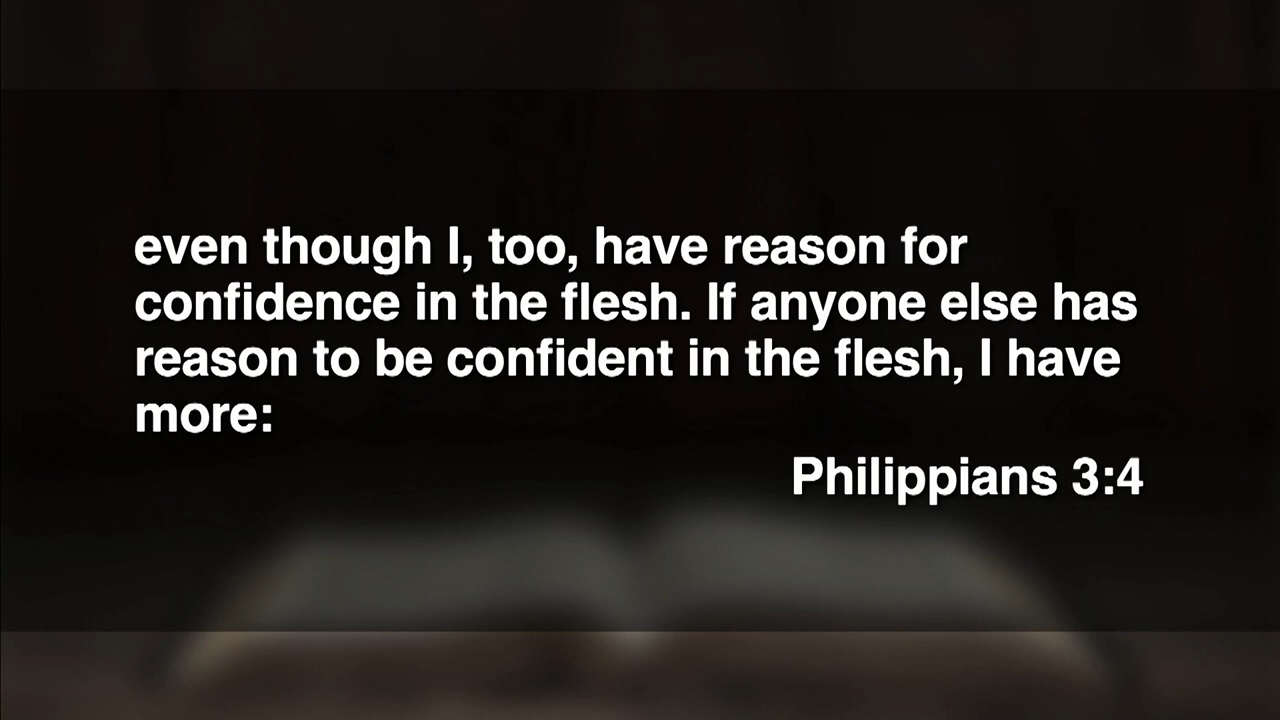 even though I, too, have reason for
confidence in the flesh. If anyone else has
reason to be confident in the flesh, I have
more:
Philippians 3:4